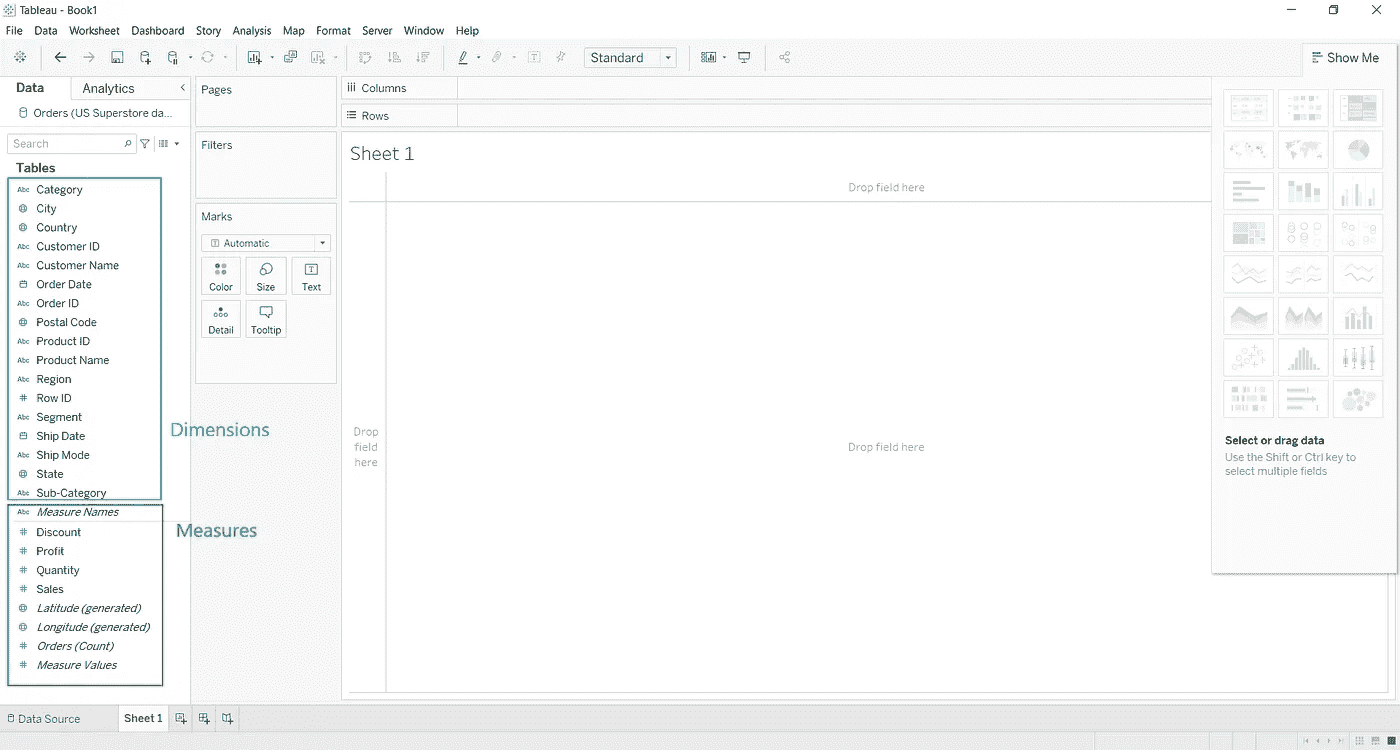 Tableau - Book1
File Data Worksheet Dashboard Story Analysis Map Format Server Window Help
Standard
Show Me
Data Analytics
Orders (US Superstore da...
Search
Tables
Abc Category
City
Country
Abc Customer ID
Abc Customer Name
Order Date
Abc Order ID
Postal Code
Abc Product ID
Abc Product Name
Abc Region
# Row ID
Abc Segment
Ship Date
Abc Ship Mode
State
Abc Sub-Category
Abc Measure Names
# Discount
# Profit
# Quantity
# Sales
Latitude (generated)
Longitude (generated)
# Orders (Count)
# Measure Values
Dimensions
Measures
Pages
Filters
Marks
Automatic
Color Size Text
Detail Tooltip
Columns
Rows
Sheet 1
Drop field here
Drop
field
here
Drop field here
Select or drag data
Use the Shift or Ctrl key to
select multiple fields
Data Source Sheet 1